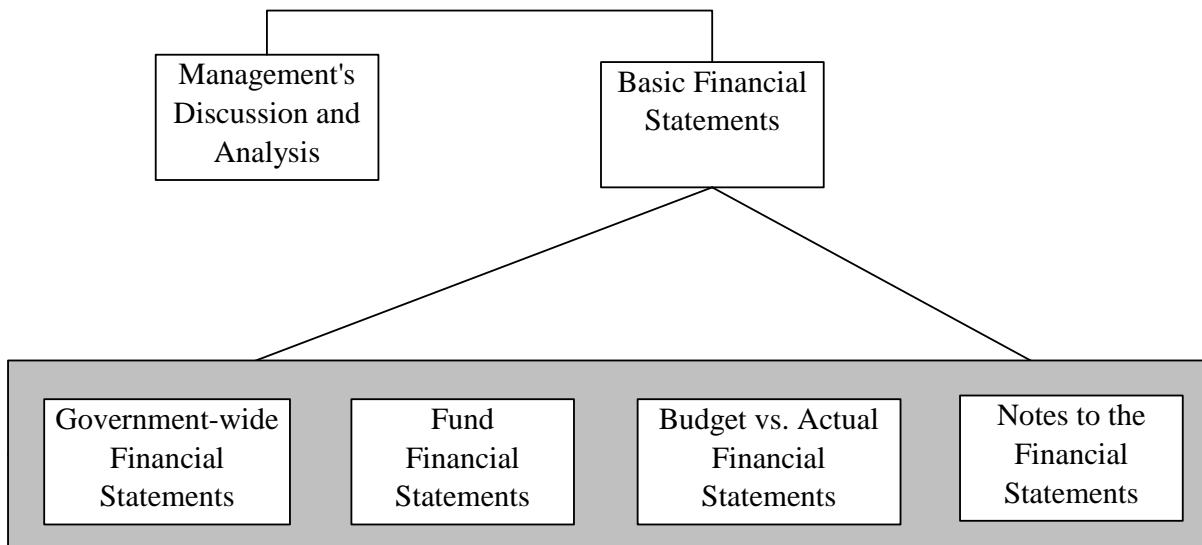 Management's
Discussion and
Analysis
Basic Financial
Statements
Government-wide
Financial
Statements
Fund
Financial
Statements
Budget vs. Actual
Financial
Statements
Notes to the
Financial
Statements